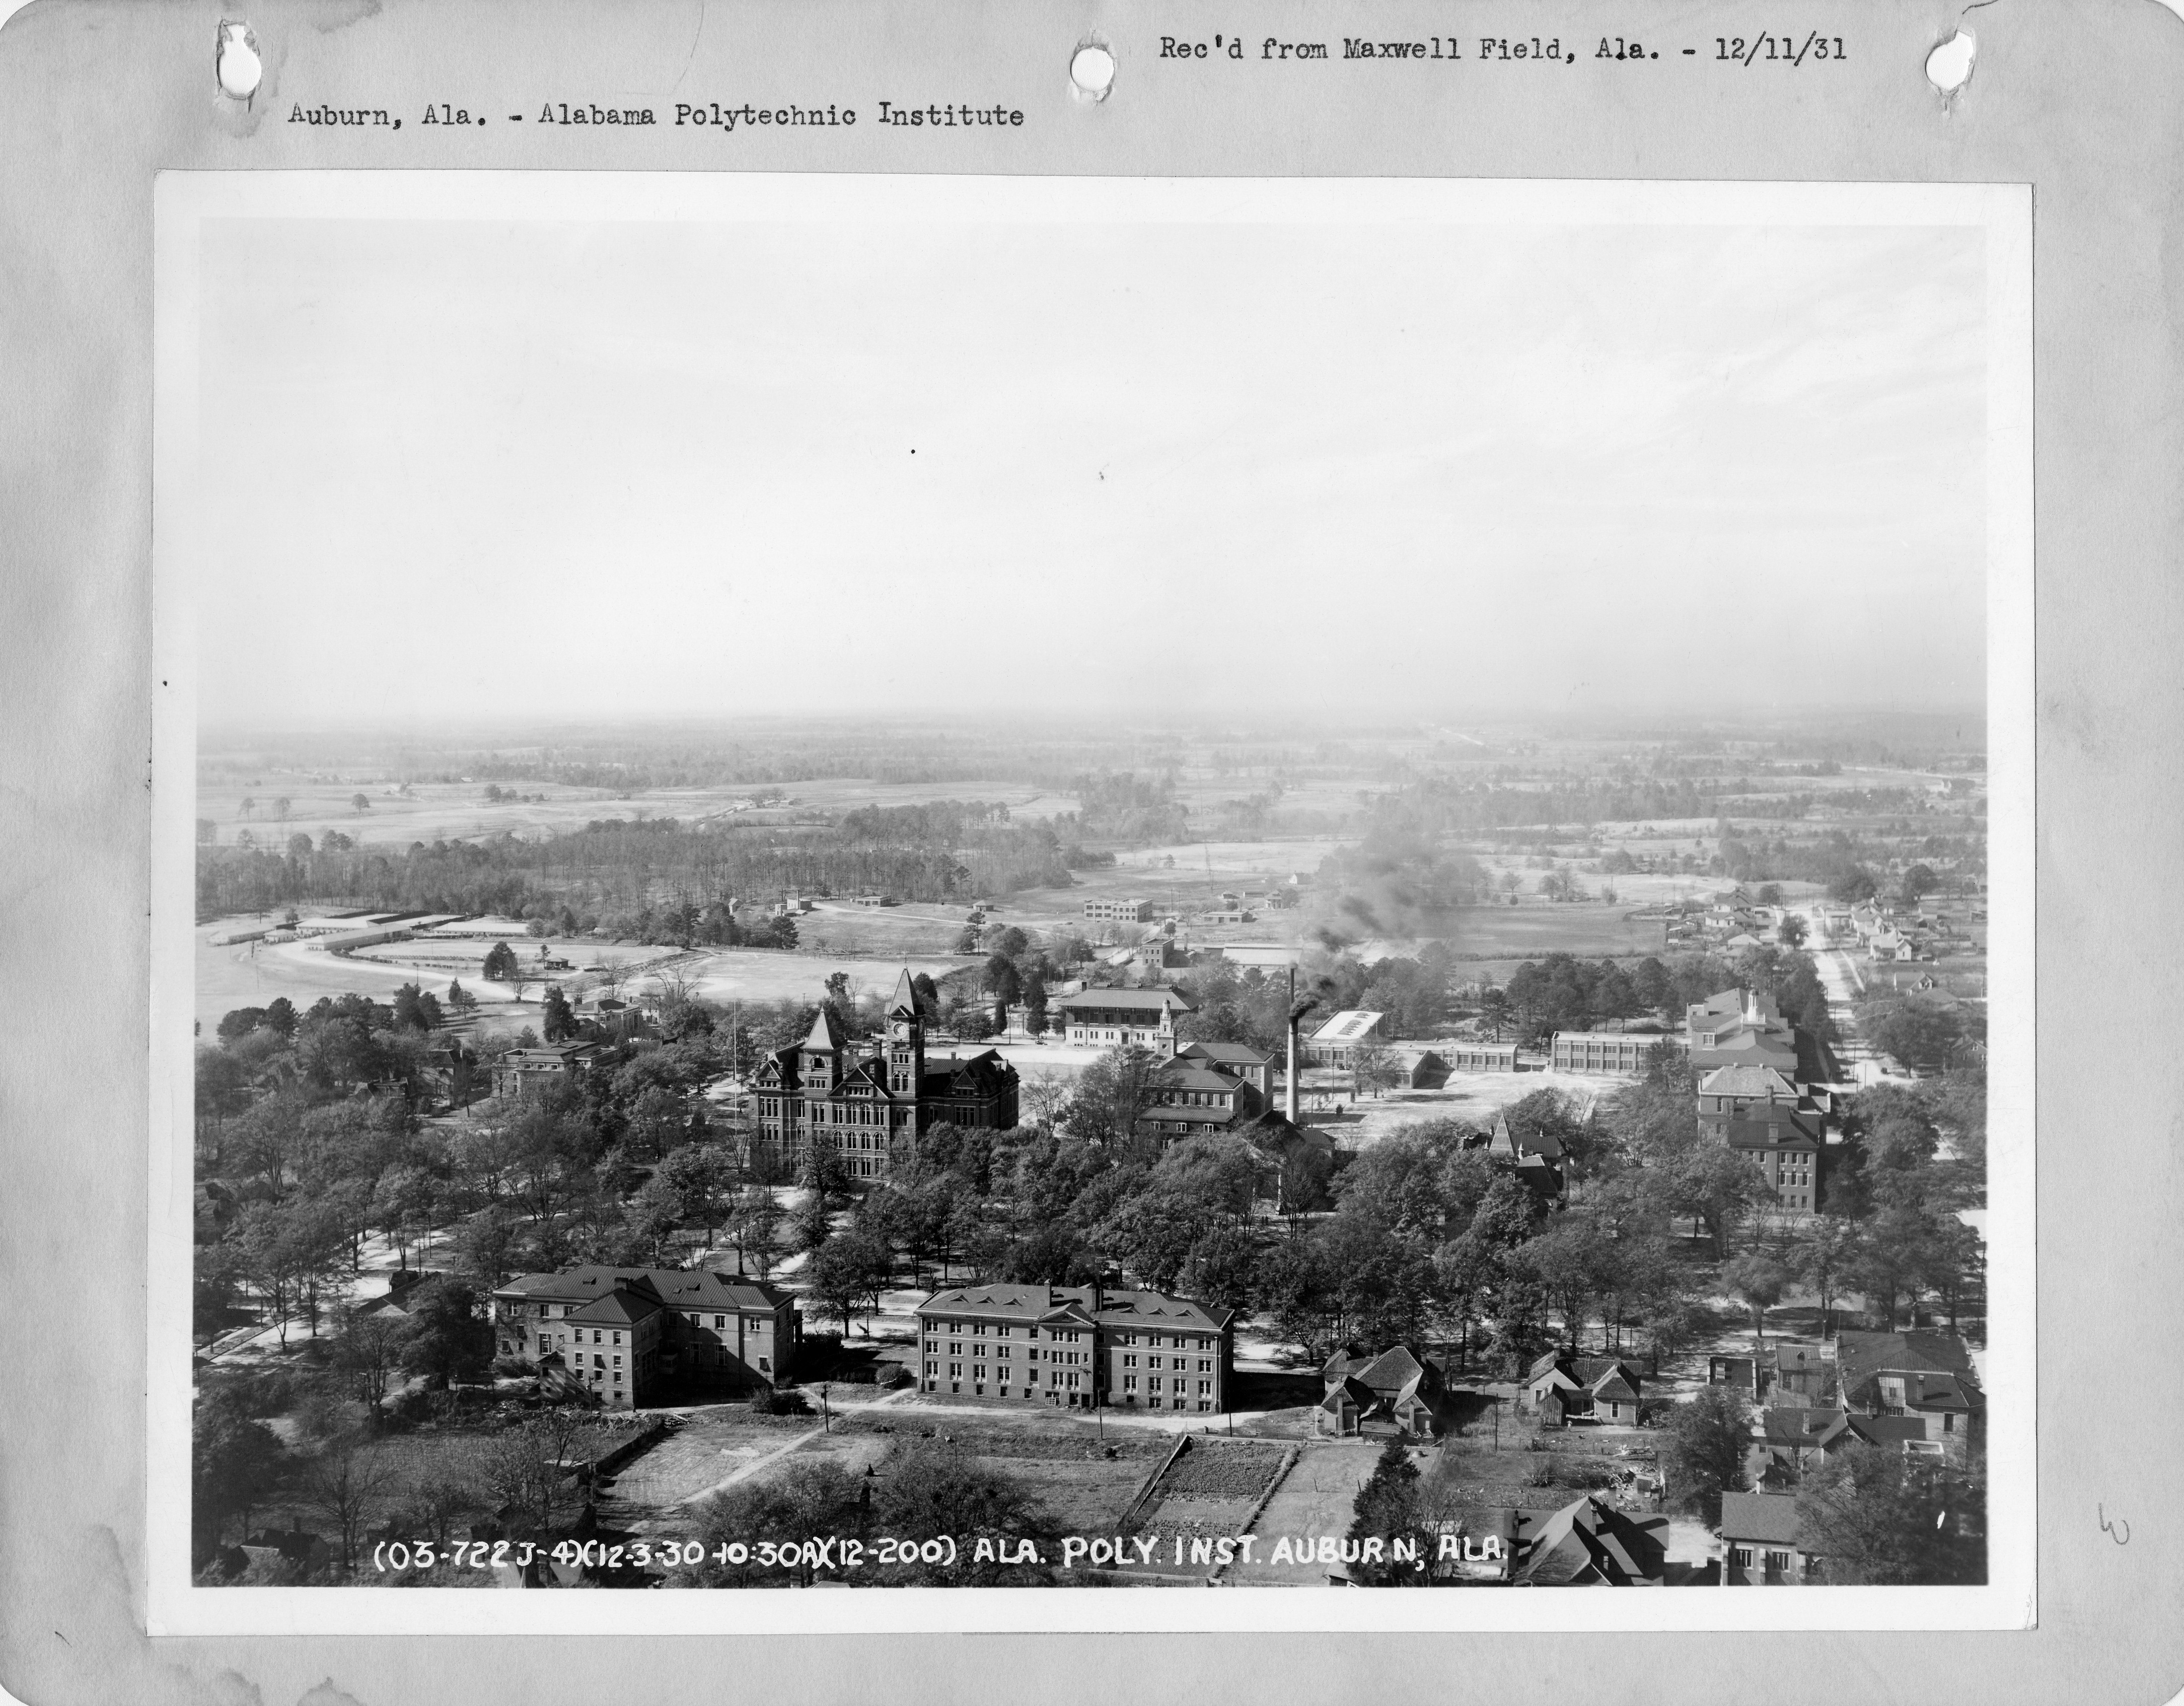 Rec'd from Maxwell Field, Ala. - 12/11/31
Auburn, Ala. - Alabama Polytechnic Institute
(03-722J-4)(12-3-30-10:30A)(12-200) ALA. POLY. INST. AUBURN, ALA.